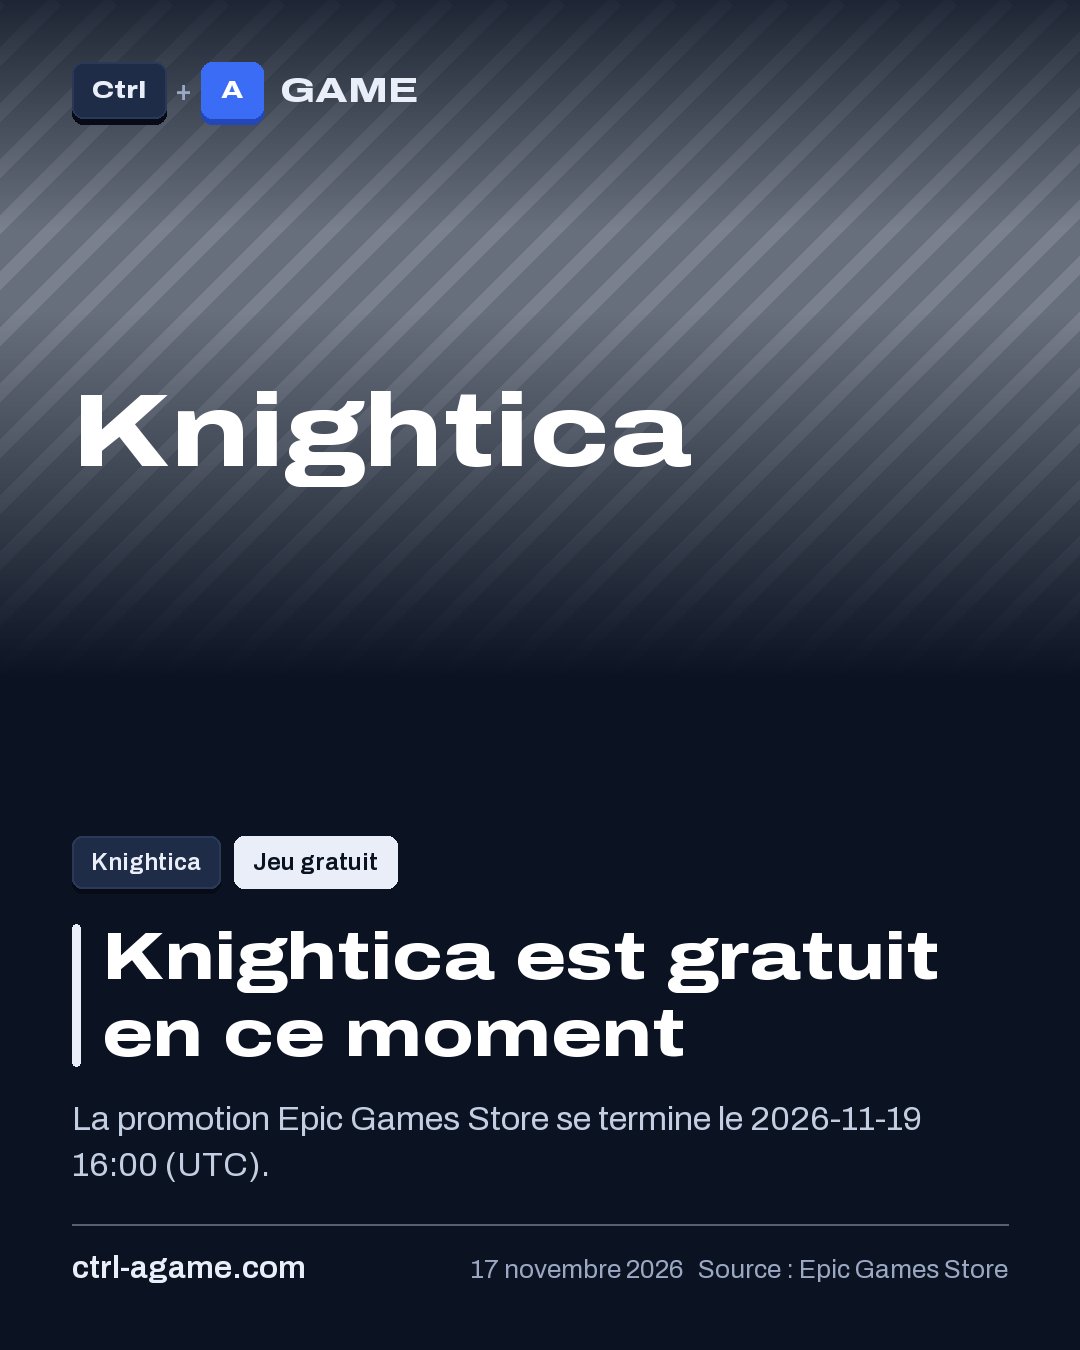 Ctrl + A GAME
Knightica
Knightica Jeu gratuit
Knightica est gratuit
en ce moment
La promotion Epic Games Store se termine le 2026-11-19
16:00 (UTC).
ctrl-agame.com 17 novembre 2026 Source : Epic Games Store